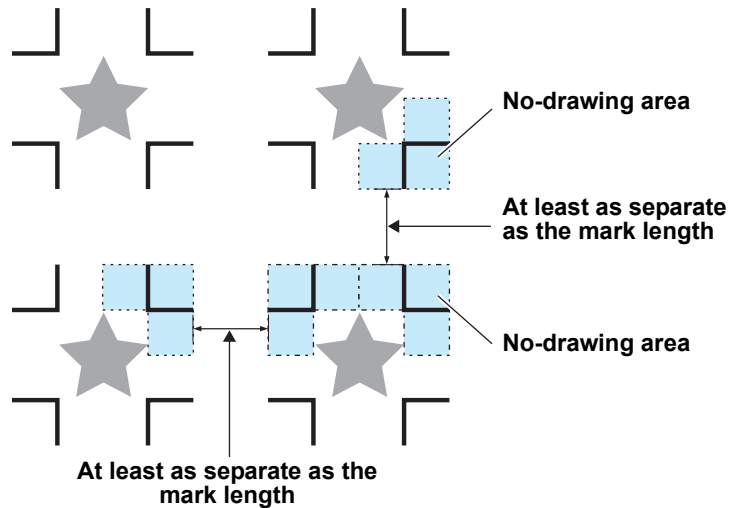 No-drawing area
At least as separate
as the mark length
No-drawing area
At least as separate as the
mark length